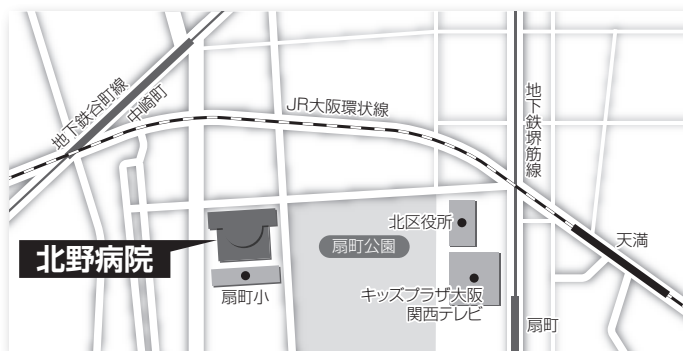 地下鉄谷町線
中崎町
JR大阪環状線
地下鉄堺筋線
北区役所
扇町公園
天満
北野病院
扇町小
キッズプラザ大阪
関西テレビ
扇町